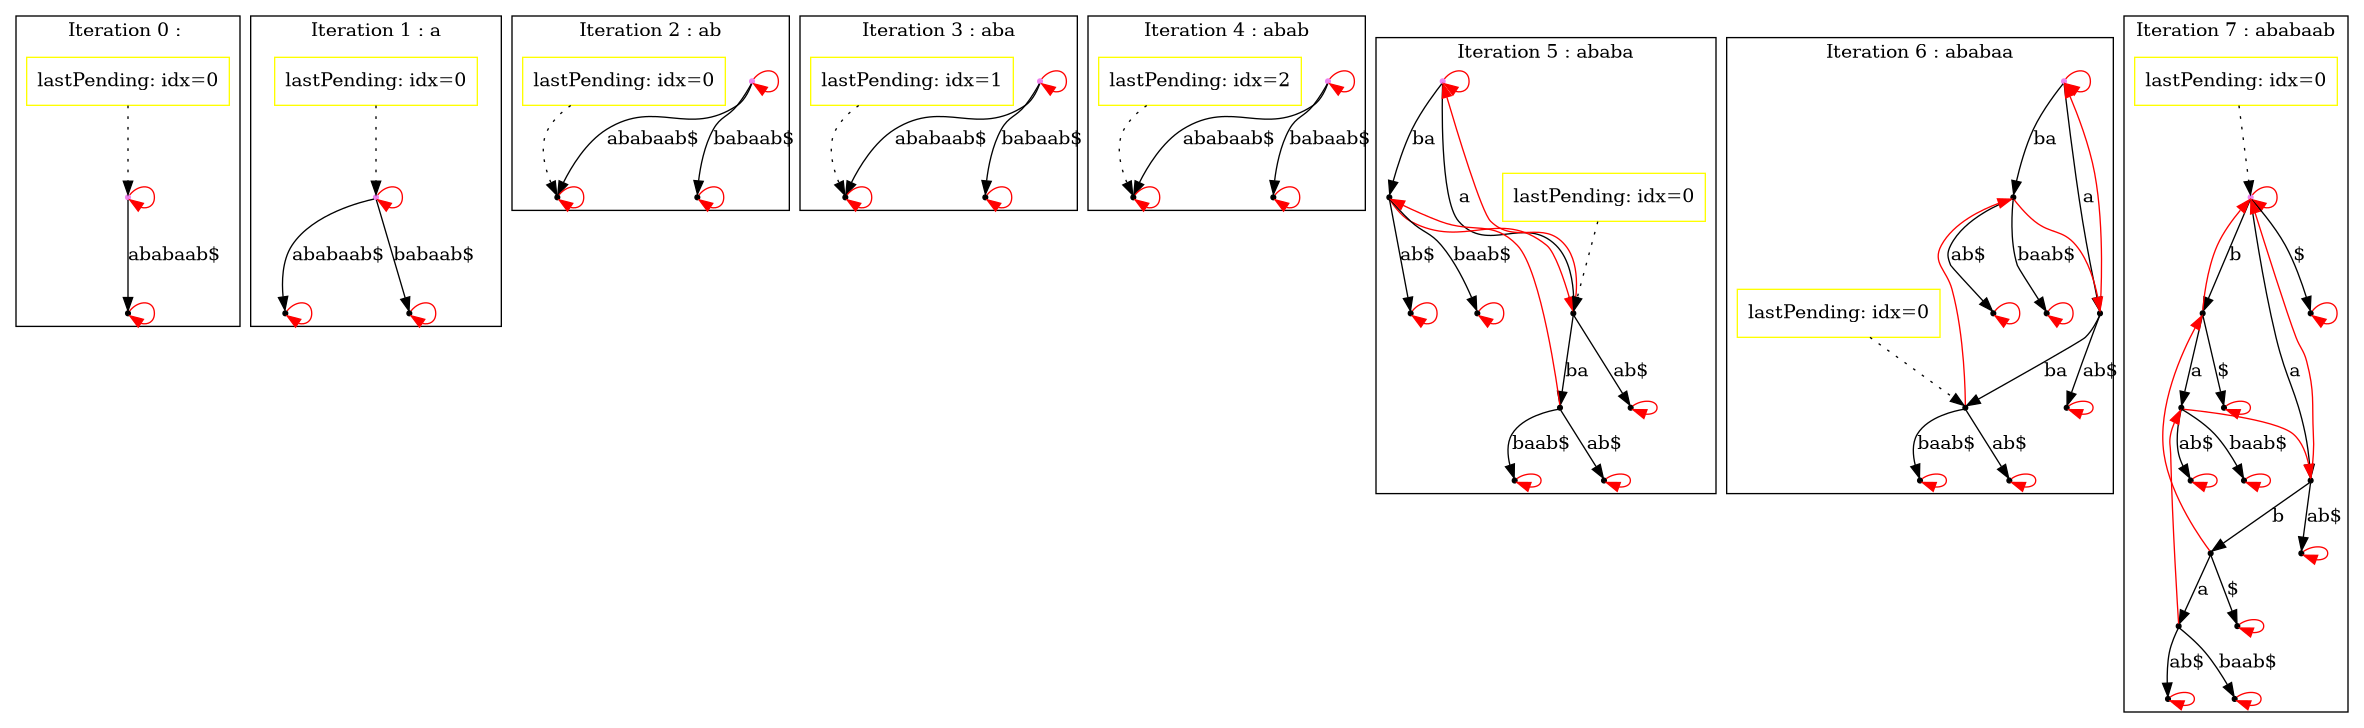 Iteration 0 :
lastPending: idx=0
ababaab$
Iteration 1 : a
lastPending: idx=0
ababaab$
babaab$
Iteration 2 : ab
lastPending: idx=0
ababaab$
babaab$
Iteration 3 : aba
lastPending: idx=1
ababaab$
babaab$
Iteration 4 : abab
lastPending: idx=2
ababaab$
babaab$
Iteration 5 : ababa
ba
a
lastPending: idx=0
ab$
baab$
ba
ab$
baab$
ab$
Iteration 6 : ababaa
ba
a
ab$
baab$
lastPending: idx=0
ba
ab$
baab$
ab$
Iteration 7 : ababaab
lastPending: idx=0
b
$
a
$
a
ab$
baab$
b
ab$
a
$
ab$
baab$